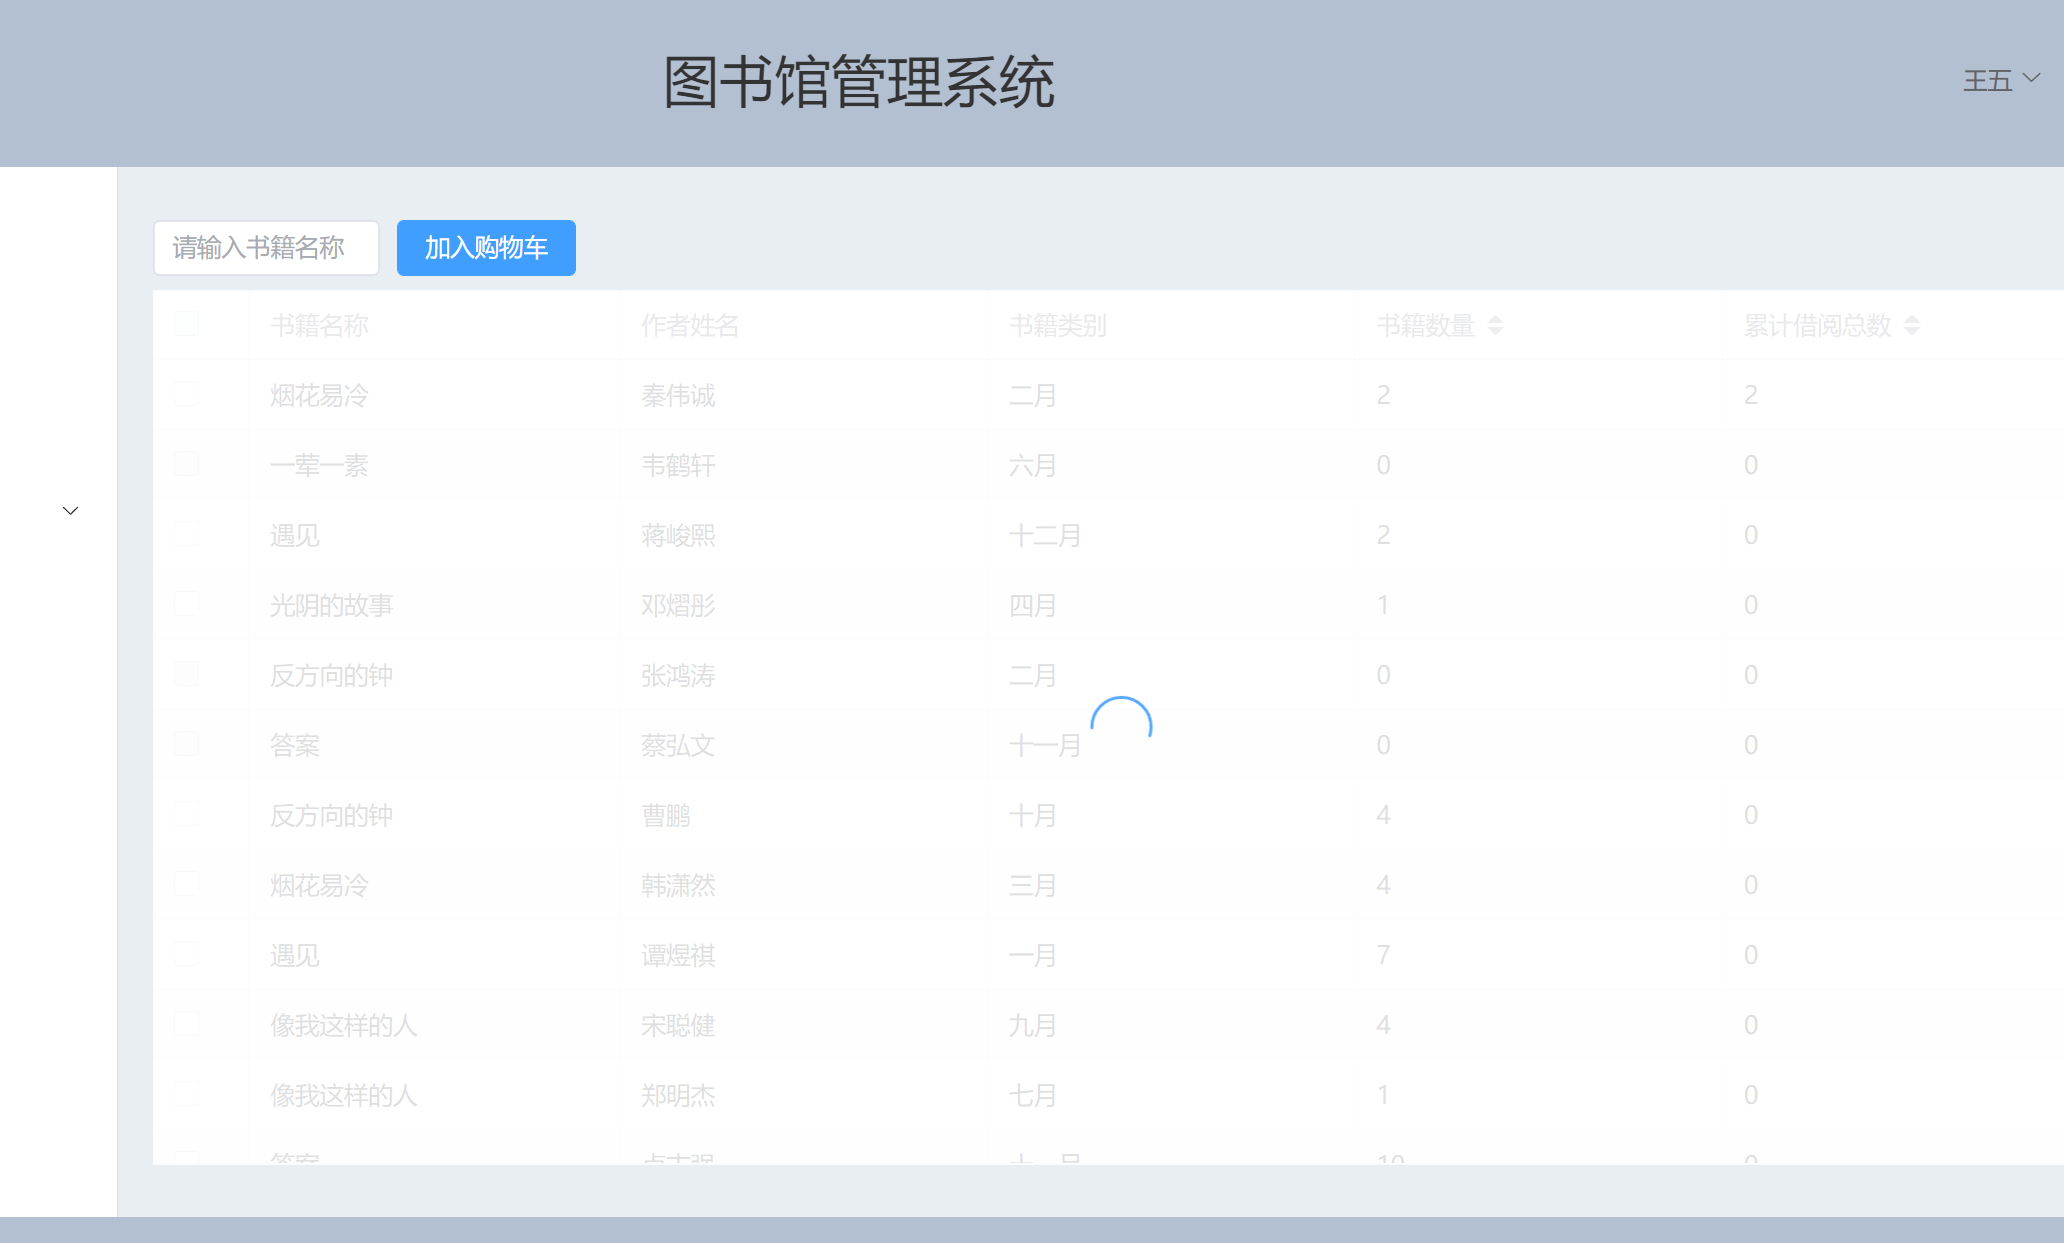 图书馆管理系统
王五
请输入书籍名称 加入购物车
书籍名称 作者姓名 书籍类别 书籍数量 累计借阅总数
烟花易冷 秦伟诚 二月 2 2
一荤一素 韦鹤轩 六月 0 0
遇见 蒋峻熙 十二月 2 0
光阴的故事 邓熠彤 四月 1 0
反方向的钟 张鸿涛 二月 0 0
答案 蔡弘文 十一月 0 0
反方向的钟 曹鹏 十月 4 0
烟花易冷 韩潇然 三月 4 0
遇见 谭煜祺 一月 7 0
像我这样的人 宋聪健 九月 4 0
像我这样的人 郑明杰 七月 1 0
答案 10 0